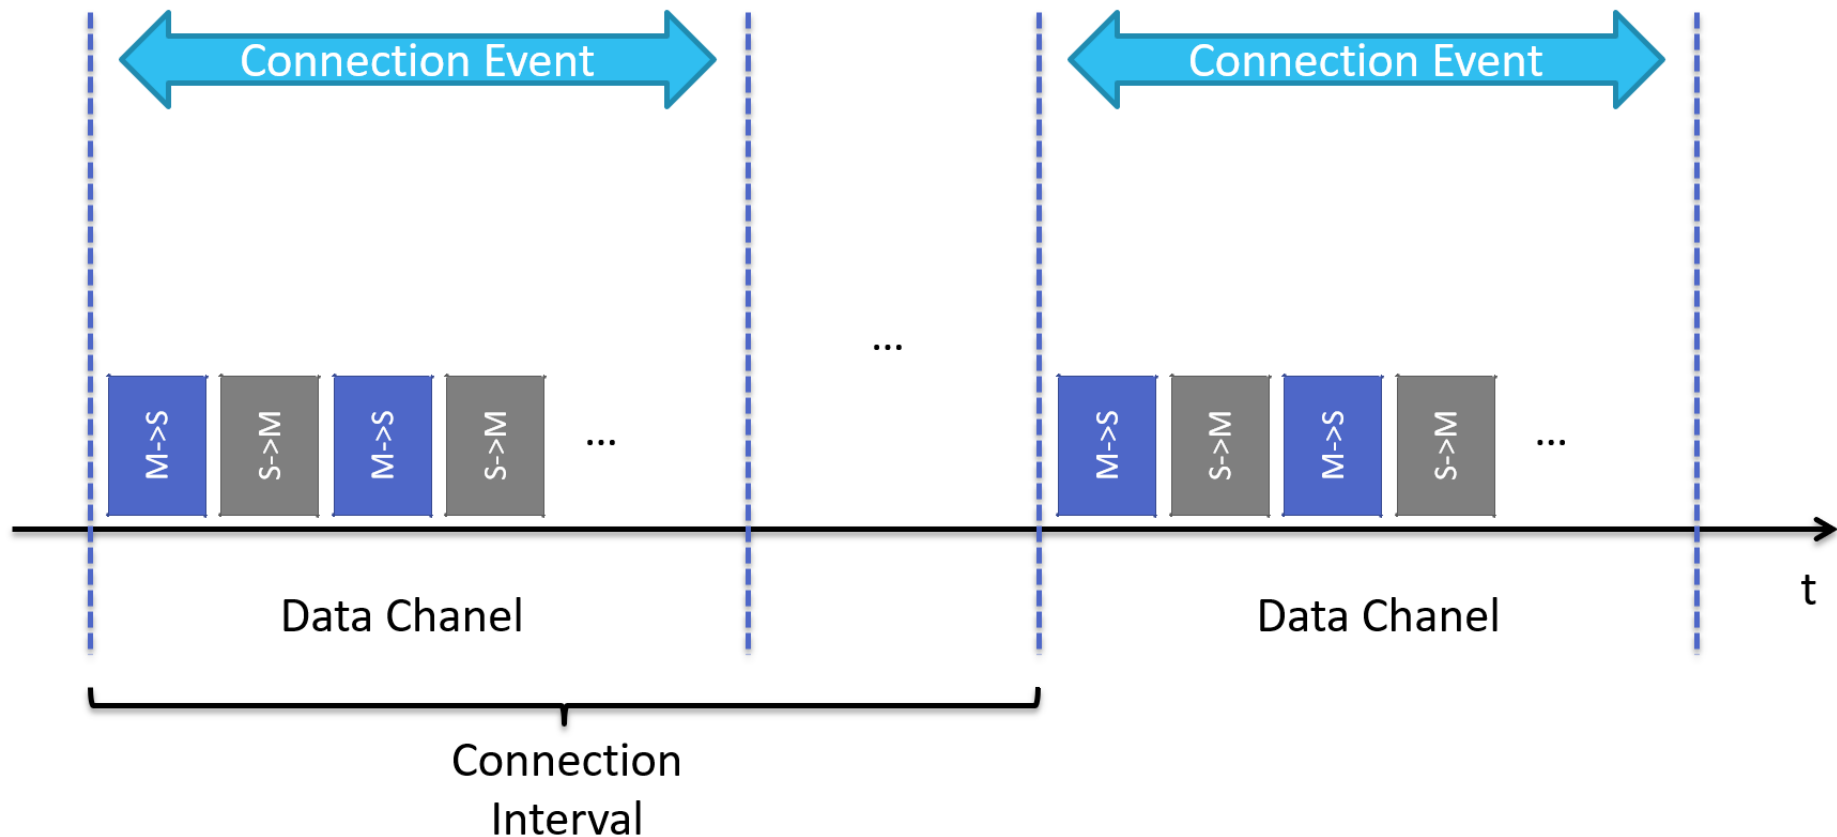 Connection Event
Connection Event
...
M->S
S->M
M->S
S->M
...
M->S
S->M
M->S
S->M
...
t
Data Chanel
Data Chanel
Connection
Interval